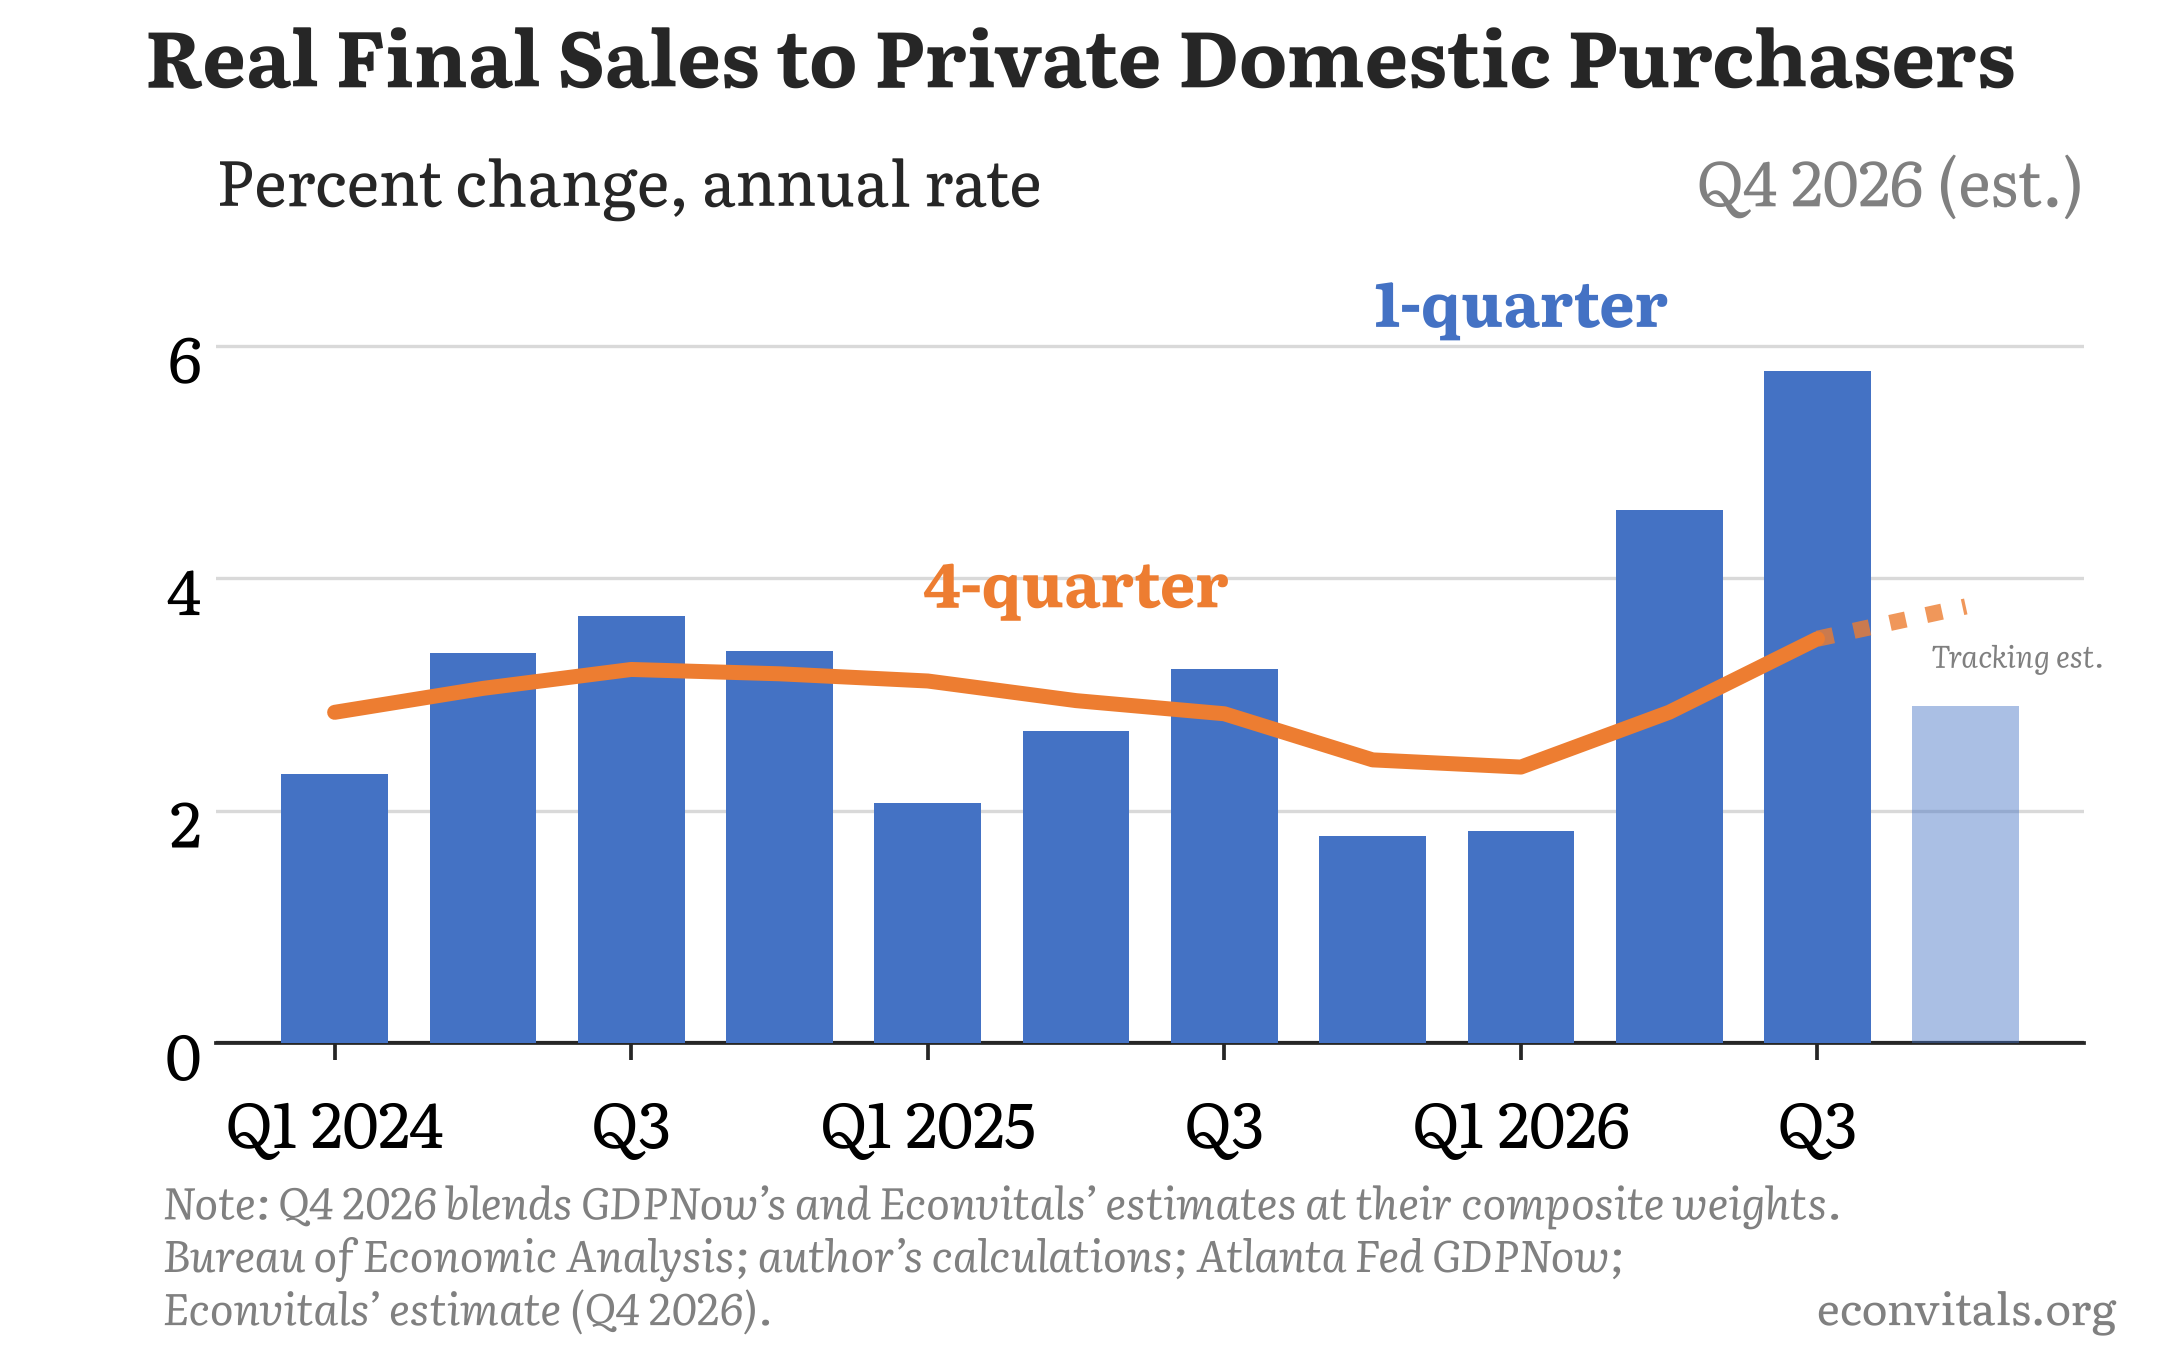 Real Final Sales to Private Domestic Purchasers
Percent change, annual rate
Q4 2026 (est.)
1-quarter
6
4-quarter
4
Tracking est.
2
0
Q1 2024
Q3
Q1 2025
Q3
Q1 2026
Q3
Note: Q4 2026 blends GDPNow’s and Econvitals’ estimates at their composite weights.
Bureau of Economic Analysis; author’s calculations; Atlanta Fed GDPNow;
Econvitals’ estimate (Q4 2026).
econvitals.org